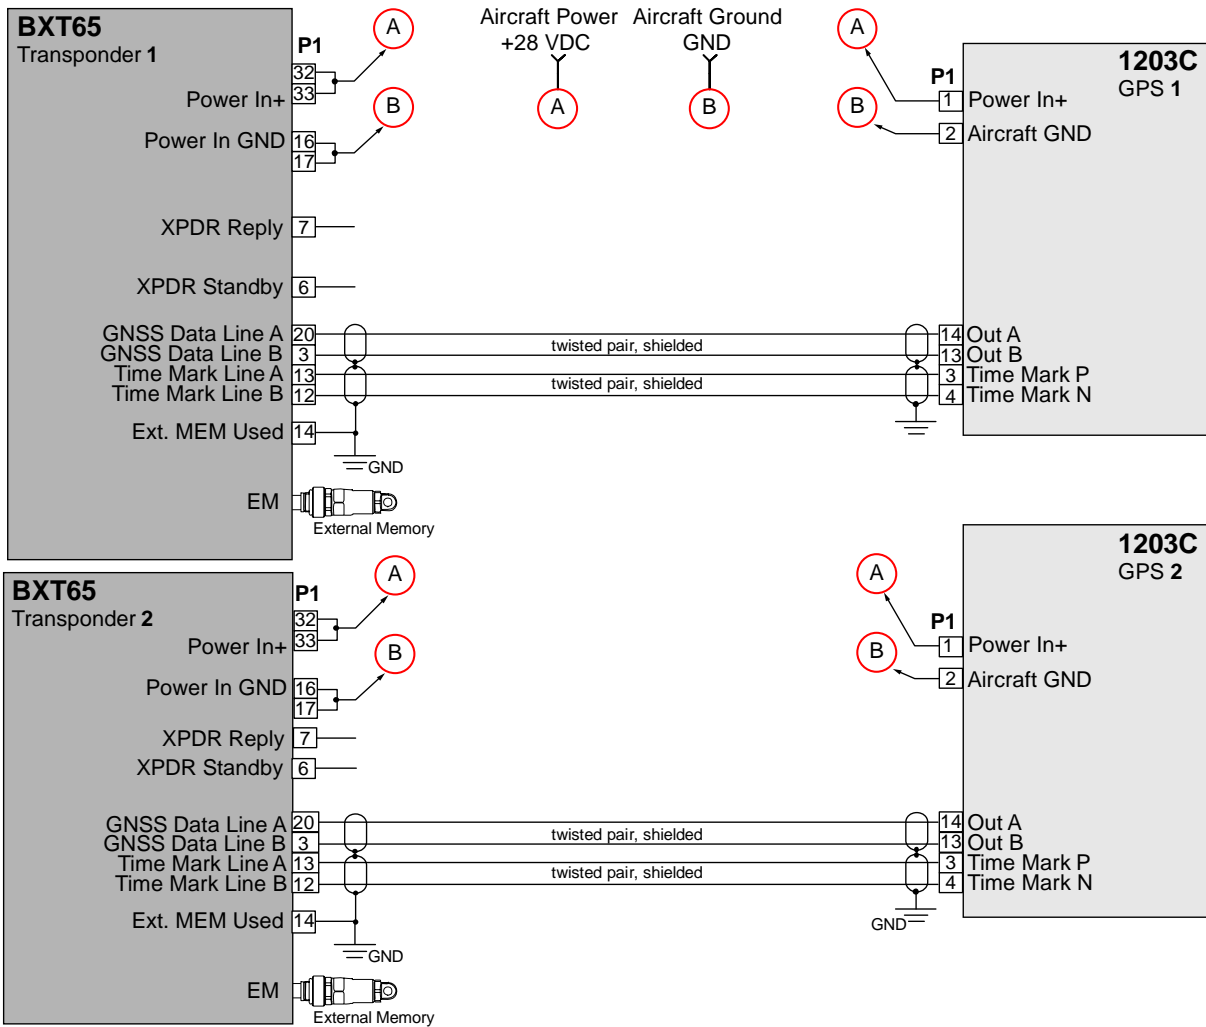 BXT65
Transponder 1
P1
32
33
Power In+
A
Power In GND
16
17
B
XPDR Reply
7
XPDR Standby
6
GNSS Data Line A
20
GNSS Data Line B
3
Time Mark Line A
13
Time Mark Line B
12
Ext. MEM Used
14
GND
EM
External Memory
Aircraft Power
+28 VDC
A
Aircraft Ground
GND
B
twisted pair, shielded
twisted pair, shielded
1203C
GPS 1
P1
A
1 Power In+
B
2 Aircraft GND
14 Out A
13 Out B
3 Time Mark P
4 Time Mark N
BXT65
Transponder 2
P1
32
33
Power In+
A
Power In GND
16
17
B
XPDR Reply
7
XPDR Standby
6
GNSS Data Line A
20
GNSS Data Line B
3
Time Mark Line A
13
Time Mark Line B
12
Ext. MEM Used
14
GND
EM
External Memory
twisted pair, shielded
twisted pair, shielded
1203C
GPS 2
P1
A
1 Power In+
B
2 Aircraft GND
14 Out A
13 Out B
3 Time Mark P
4 Time Mark N
GND